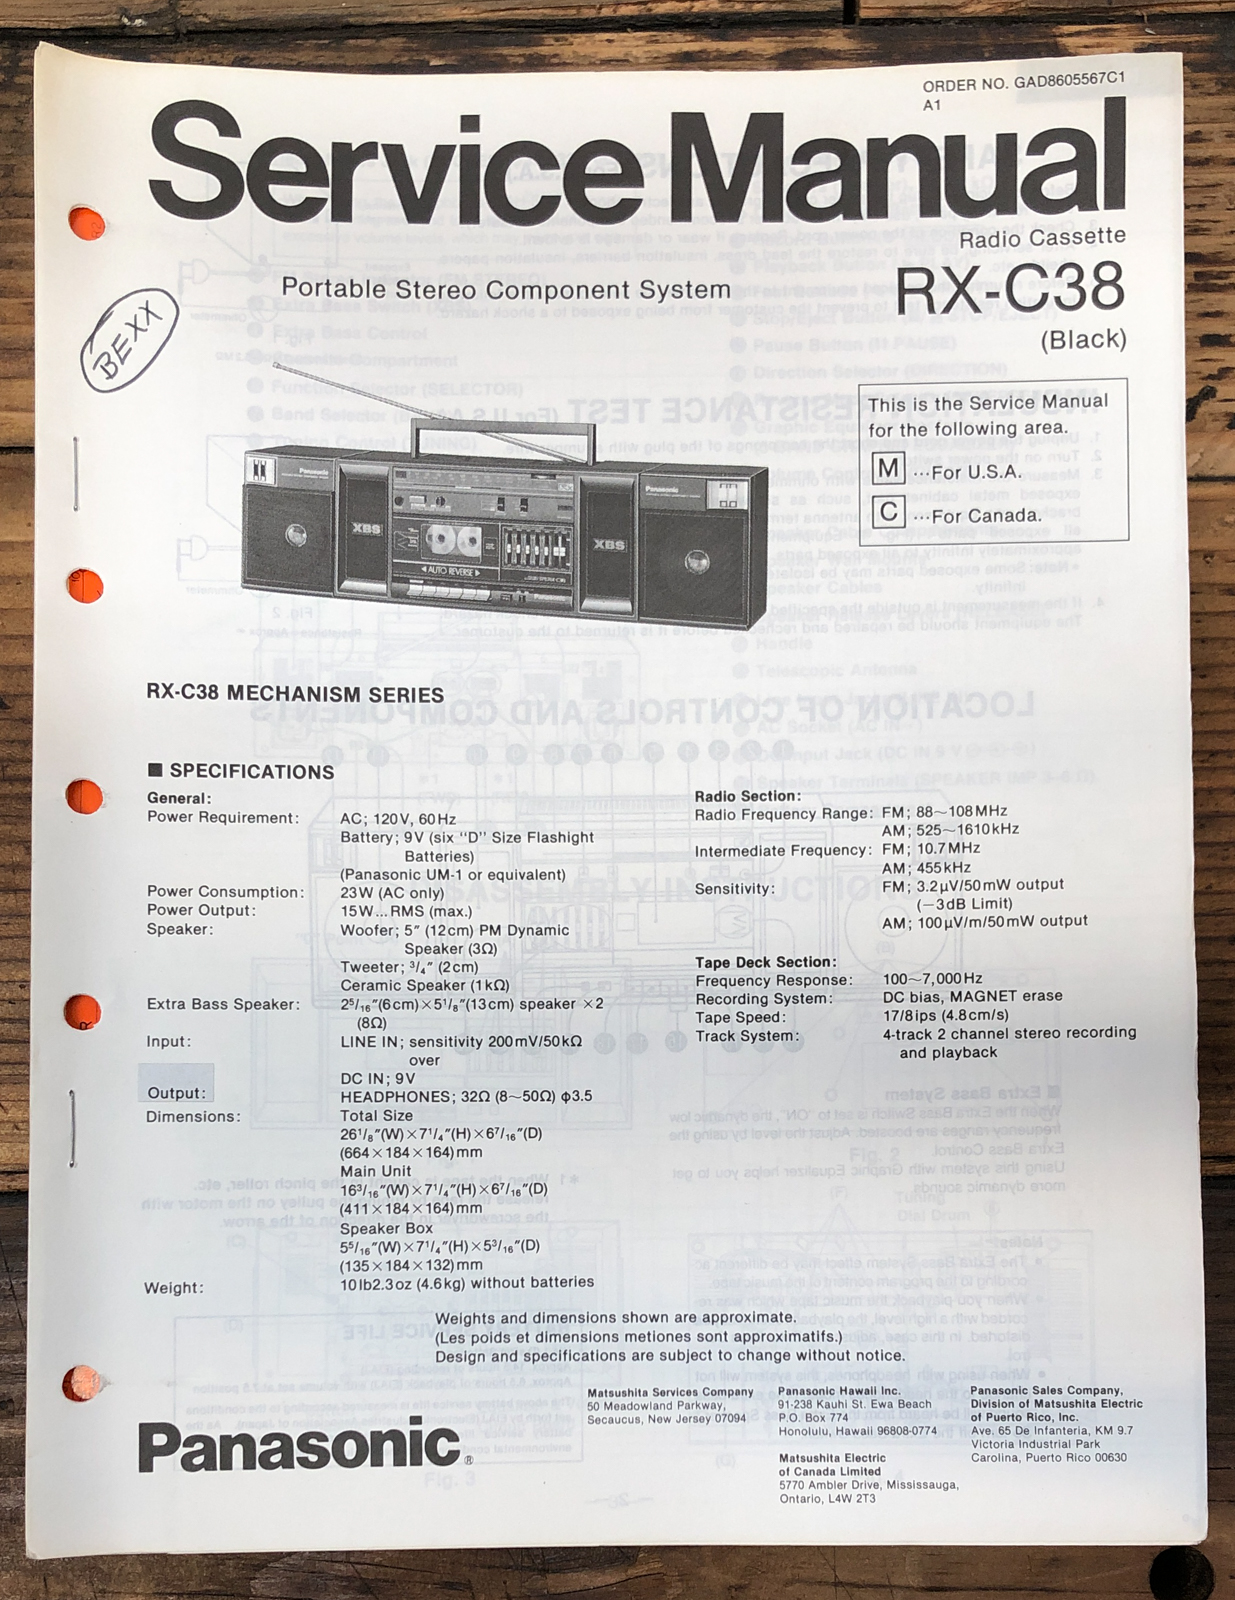 ORDER NO. GAD8605567C1
A1
Service Manual
Radio Cassette
Portable Stereo Component System
RX-C38
(Black)
BEXX
This is the Service Manual
for the following area.
M ...For U.S.A.
C ...For Canada.
Panasonic
Panasonic
XBS
XBS
◄ AUTO REVERSE ►
RX-C38 MECHANISM SERIES
■ SPECIFICATIONS
General:
Power Requirement: AC; 120V, 60Hz
Battery; 9V (six "D" Size Flashight
Batteries)
(Panasonic UM-1 or equivalent)
Power Consumption: 23W (AC only)
Power Output: 15W...RMS (max.)
Speaker: Woofer; 5″ (12cm) PM Dynamic
Speaker (3Ω)
Tweeter; 3/4″ (2cm)
Ceramic Speaker (1kΩ)
Extra Bass Speaker: 2 5/16″(6cm)×5 1/8″(13cm) speaker ×2
(8Ω)
Input: LINE IN; sensitivity 200mV/50kΩ
over
DC IN; 9V
Output: HEADPHONES; 32Ω (8~50Ω) φ3.5
Dimensions: Total Size
26 1/8″(W)×7 1/4″(H)×6 7/16″(D)
(664×184×164)mm
Main Unit
16 3/16″(W)×7 1/4″(H)×6 7/16″(D)
(411×184×164)mm
Speaker Box
5 5/16″(W)×7 1/4″(H)×5 3/16″(D)
(135×184×132)mm
Weight: 10lb2.3oz (4.6kg) without batteries
Radio Section:
Radio Frequency Range: FM; 88~108MHz
AM; 525~1610kHz
Intermediate Frequency: FM; 10.7MHz
AM; 455kHz
Sensitivity: FM; 3.2μV/50mW output
(−3dB Limit)
AM; 100μV/m/50mW output
Tape Deck Section:
Frequency Response: 100~7,000Hz
Recording System: DC bias, MAGNET erase
Tape Speed: 17/8ips (4.8cm/s)
Track System: 4-track 2 channel stereo recording
and playback
Weights and dimensions shown are approximate.
(Les poids et dimensions metiones sont approximatifs.)
Design and specifications are subject to change without notice.
Panasonic®
Matsushita Services Company
50 Meadowland Parkway,
Secaucus, New Jersey 07094
Panasonic Hawaii Inc.
91-238 Kauhi St. Ewa Beach
P.O. Box 774
Honolulu, Hawaii 96808-0774
Matsushita Electric
of Canada Limited
5770 Ambler Drive, Mississauga,
Ontario, L4W 2T3
Panasonic Sales Company,
Division of Matsushita Electric
of Puerto Rico, Inc.
Ave. 65 De Infanteria, KM 9.7
Victoria Industrial Park
Carolina, Puerto Rico 00630